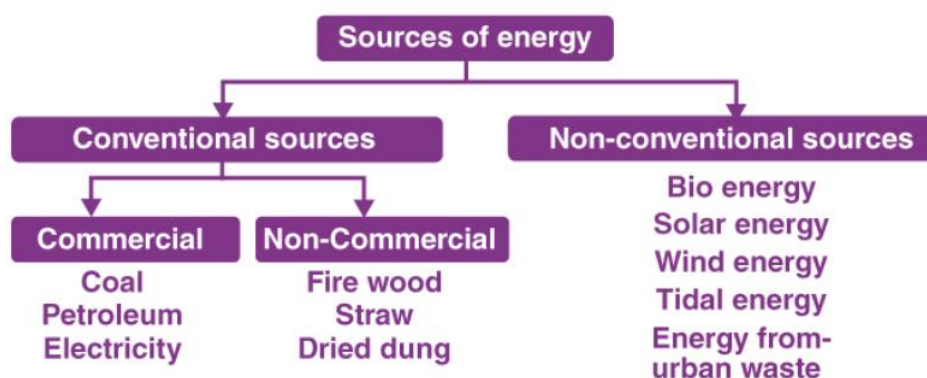 Sources of energy
Conventional sources
Non-conventional sources
Commercial
Non-Commercial
Coal
Petroleum
Electricity
Fire wood
Straw
Dried dung
Bio energy
Solar energy
Wind energy
Tidal energy
Energy from-
urban waste